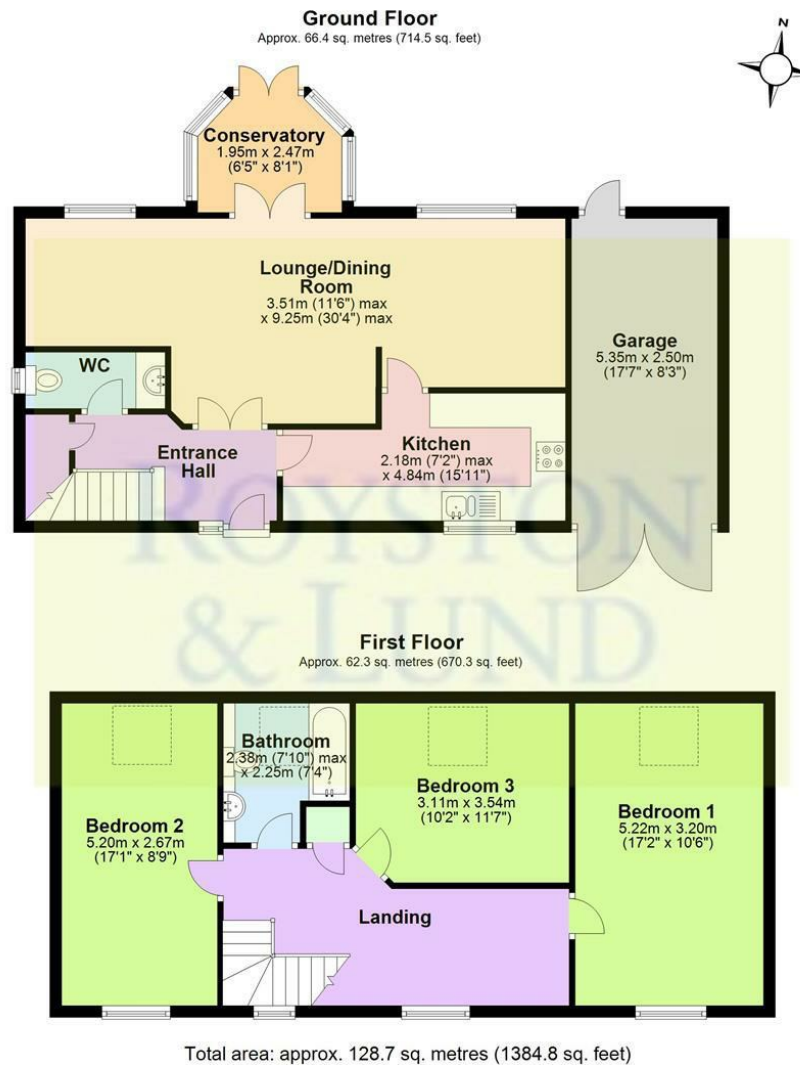 Ground Floor
Approx. 66.4 sq. metres (714.5 sq. feet)
N
Conservatory
1.95m x 2.47m
(6'5" x 8'1")
Lounge/Dining
Room
3.51m (11'6") max
x 9.25m (30'4") max
Garage
5.35m x 2.50m
(17'7" x 8'3")
WC
Entrance
Hall
Kitchen
2.18m (7'2") max
x 4.84m (15'11")
ROYSTON
& LUND
First Floor
Approx. 62.3 sq. metres (670.3 sq. feet)
Bathroom
2.38m (7'10") max
x 2.25m (7'4")
Bedroom 3
3.11m x 3.54m
(10'2" x 11'7")
Bedroom 2
5.20m x 2.67m
(17'1" x 8'9")
Bedroom 1
5.22m x 3.20m
(17'2" x 10'6")
Landing
Total area: approx. 128.7 sq. metres (1384.8 sq. feet)